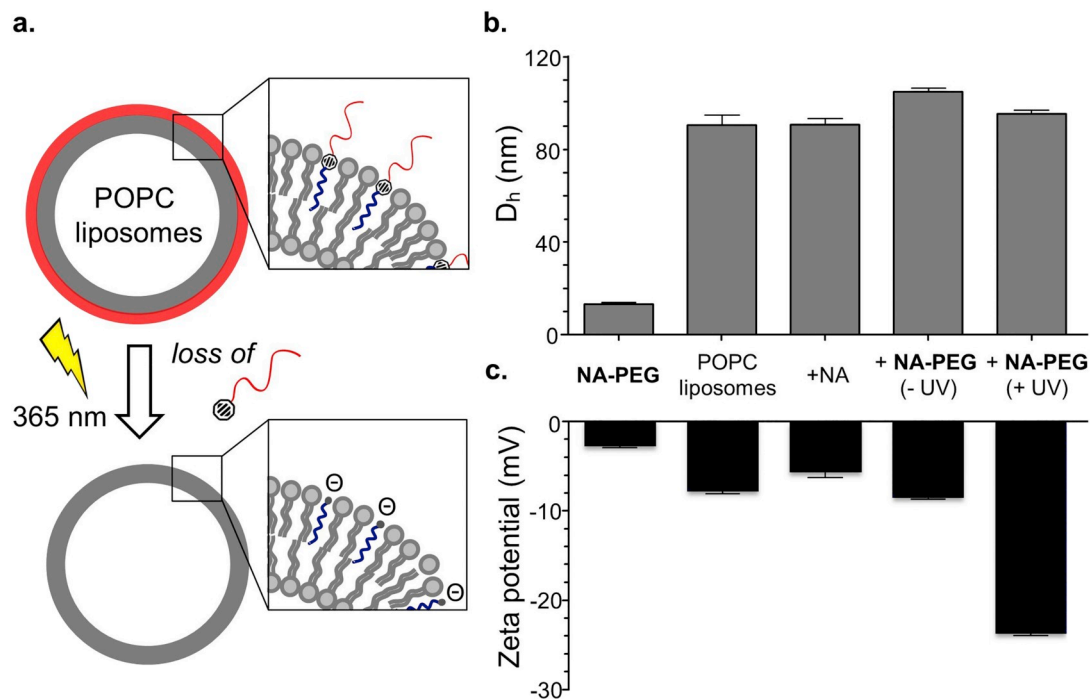 a.
POPC
liposomes
365 nm
loss of
⊖
⊖
⊖
b.
120
80
40
0
D_h (nm)
NA-PEG
POPC
liposomes
+NA
+ NA-PEG
(- UV)
+ NA-PEG
(+ UV)
c.
0
-10
-20
-30
Zeta potential (mV)